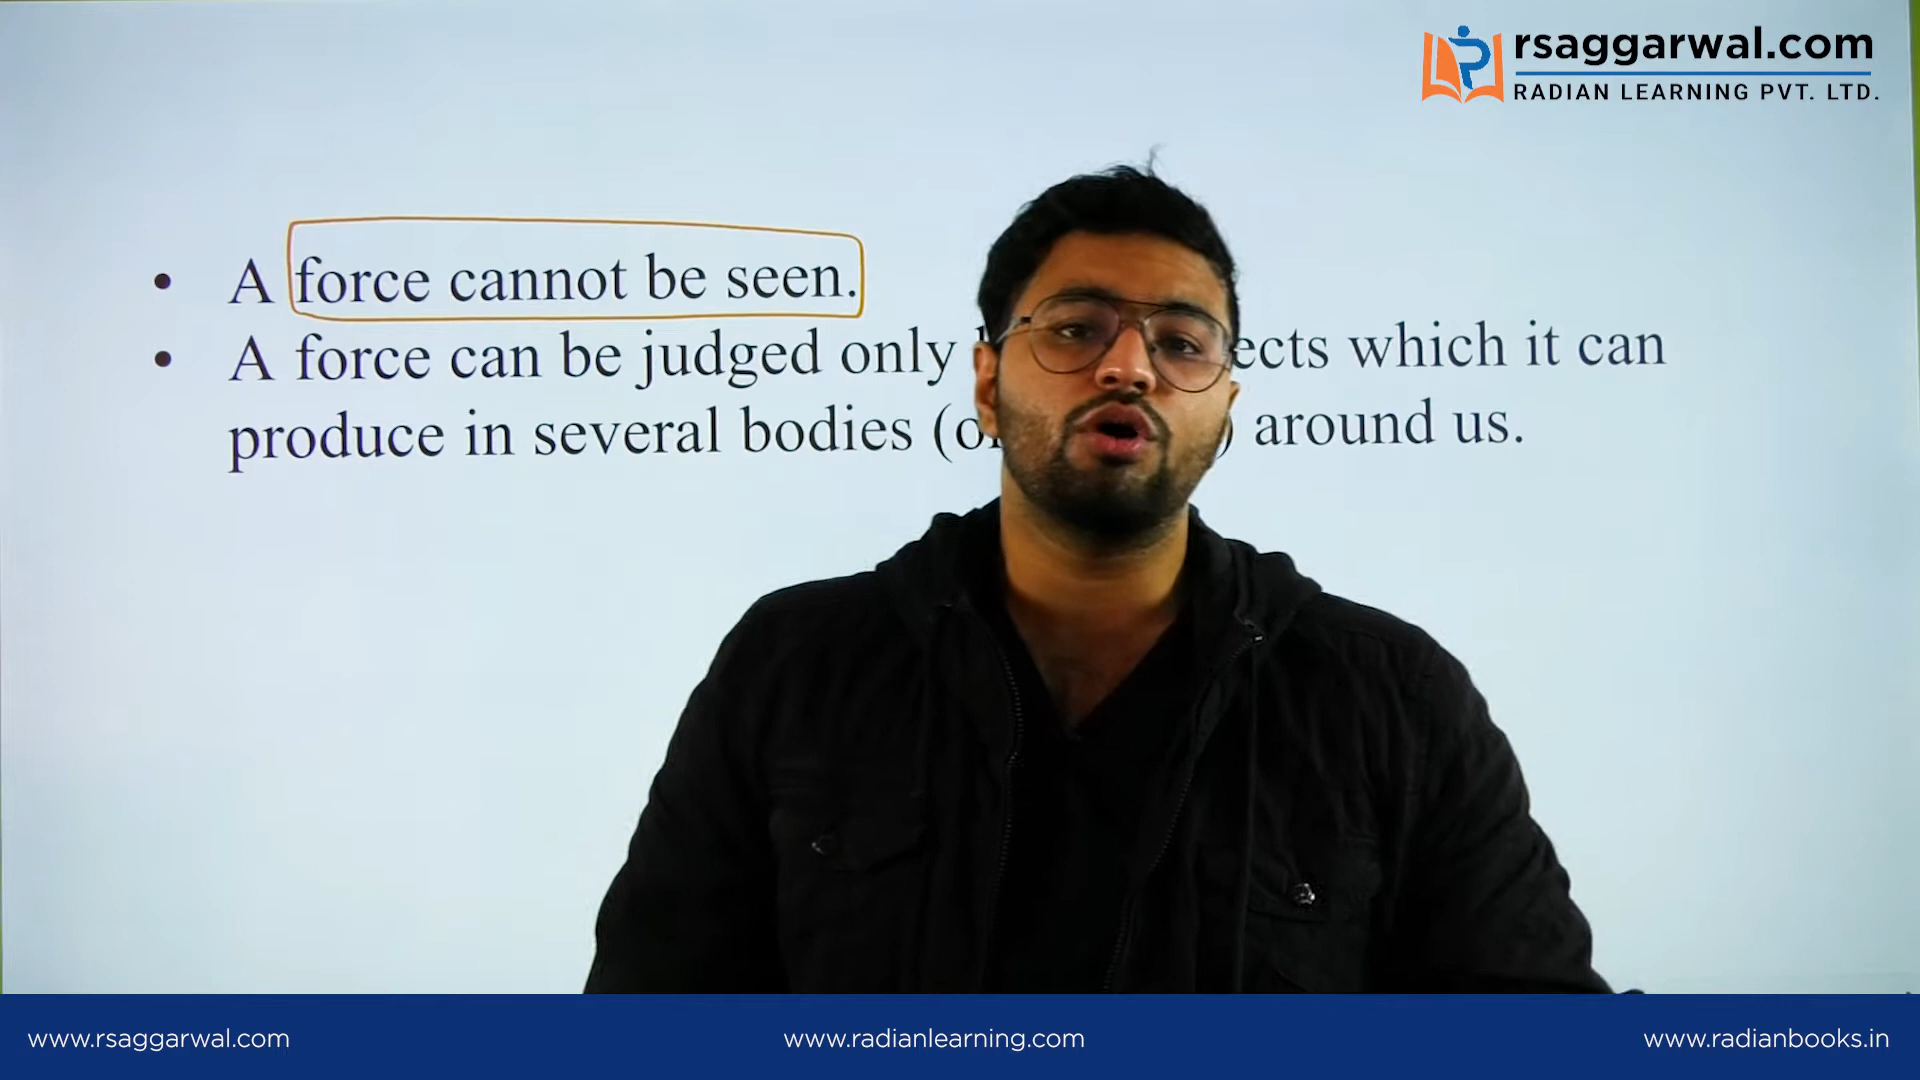 rsaggarwal.com
RADIAN LEARNING PVT. LTD.
• A force cannot be seen.
• A force can be judged only which it can
produce in several bodies around us.
www.rsaggarwal.com
www.radianlearning.com
www.radianbooks.in